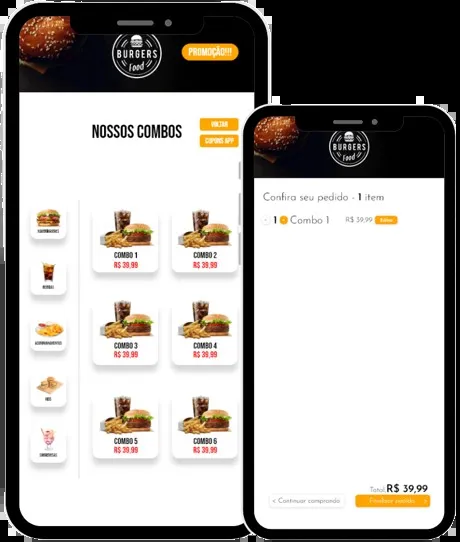 BURGERS
Food
PROMOÇÃO!!!
NOSSOS COMBOS
VOLTAR
CUPONS APP
HAMBÚRGUERES
BEBIDAS
ACOMPANHAMENTOS
SOBREMESAS
COMBO 1
R$ 39,99
COMBO 2
R$ 39,99
COMBO 3
R$ 39,99
COMBO 4
R$ 39,99
COMBO 5
R$ 39,99
COMBO 6
R$ 39,99
BURGERS
Food
Confira seu pedido - 1 item
- 1 + Combo 1 R$ 39,99
Total: R$ 39,99
< Continuar comprando
Finalizar pedido >